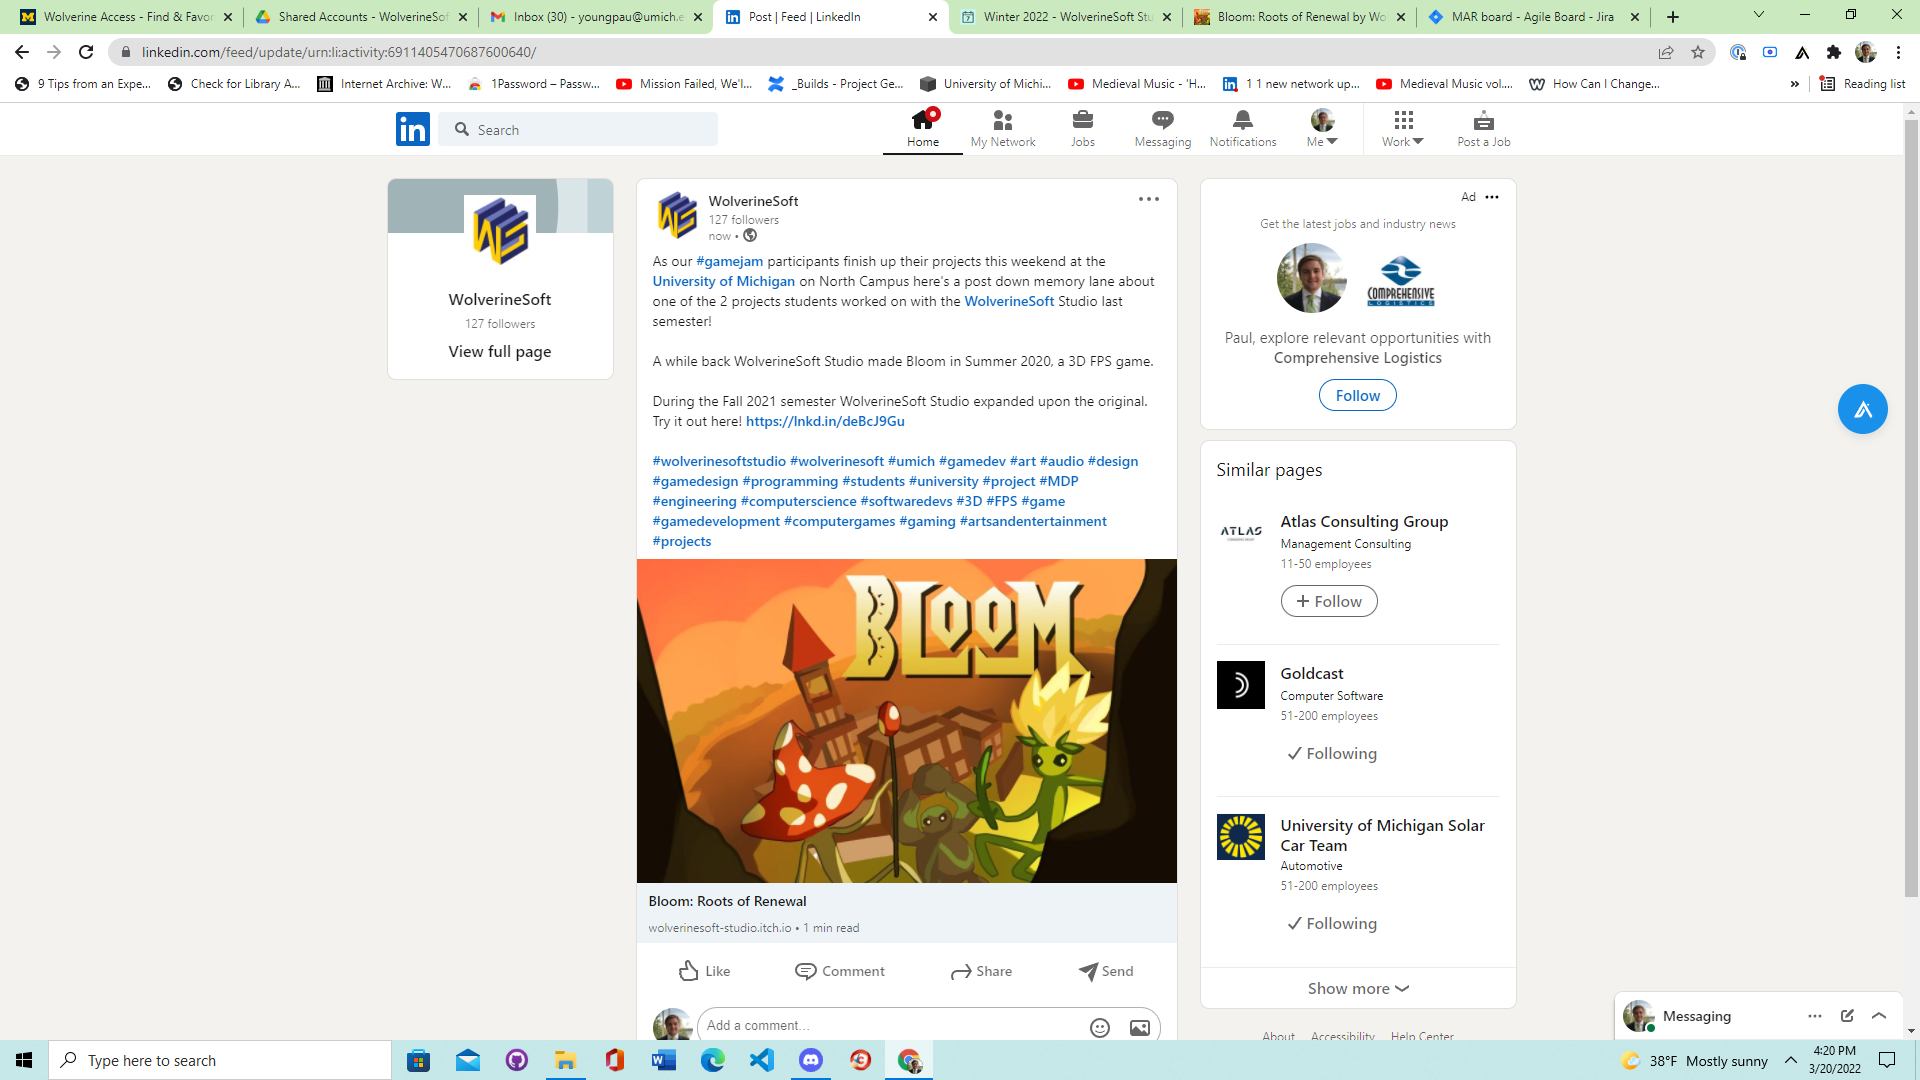 Wolverine Access - Find & Favor
Shared Accounts - WolverineSof
Inbox (30) - youngpau@umich.e
Post | Feed | LinkedIn
Winter 2022 - WolverineSoft Stu
Bloom: Roots of Renewal by Wo
MAR board - Agile Board - Jira
linkedin.com/feed/update/urn:li:activity:6911405470687600640/
9 Tips from an Expe...
Check for Library A...
Internet Archive: W...
1Password – Passw...
Mission Failed, We'l...
_Builds - Project Ge...
University of Michi...
Medieval Music - 'H...
1 1 new network up...
Medieval Music vol....
How Can I Change...
»
Reading list
in
Search
Home
My Network
Jobs
Messaging
Notifications
Me
Work
Post a Job
WolverineSoft
127 followers
View full page
WolverineSoft
127 followers
now •
As our #gamejam participants finish up their projects this weekend at the
University of Michigan on North Campus here's a post down memory lane about
one of the 2 projects students worked on with the WolverineSoft Studio last
semester!
A while back WolverineSoft Studio made Bloom in Summer 2020, a 3D FPS game.
During the Fall 2021 semester WolverineSoft Studio expanded upon the original.
Try it out here! https://lnkd.in/deBcJ9Gu
#wolverinesoftstudio #wolverinesoft #umich #gamedev #art #audio #design
#gamedesign #programming #students #university #project #MDP
#engineering #computerscience #softwaredevs #3D #FPS #game
#gamedevelopment #computergames #gaming #artsandentertainment
#projects
BLOOM
Bloom: Roots of Renewal
wolverinesoft-studio.itch.io • 1 min read
Like
Comment
Share
Send
Add a comment...
Ad
Get the latest jobs and industry news
COMPREHENSIVE
LOGISTICS
Paul, explore relevant opportunities with
Comprehensive Logistics
Follow
Similar pages
ATLAS
Atlas Consulting Group
Management Consulting
11-50 employees
+ Follow
Goldcast
Computer Software
51-200 employees
Following
University of Michigan Solar
Car Team
Automotive
51-200 employees
Following
Show more
About
Accessibility
Help Center
Messaging
Type here to search
38°F Mostly sunny
4:20 PM
3/20/2022